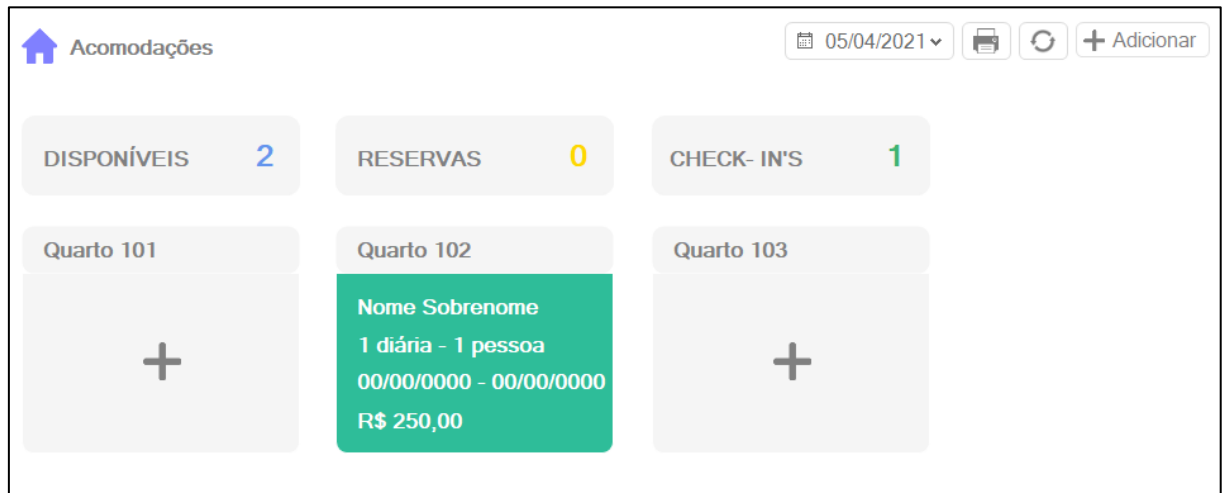 Acomodações
05/04/2021
Adicionar
DISPONÍVEIS 2
RESERVAS 0
CHECK- IN'S 1
Quarto 101
Quarto 102
Quarto 103
Nome Sobrenome
1 diária - 1 pessoa
00/00/0000 - 00/00/0000
R$ 250,00